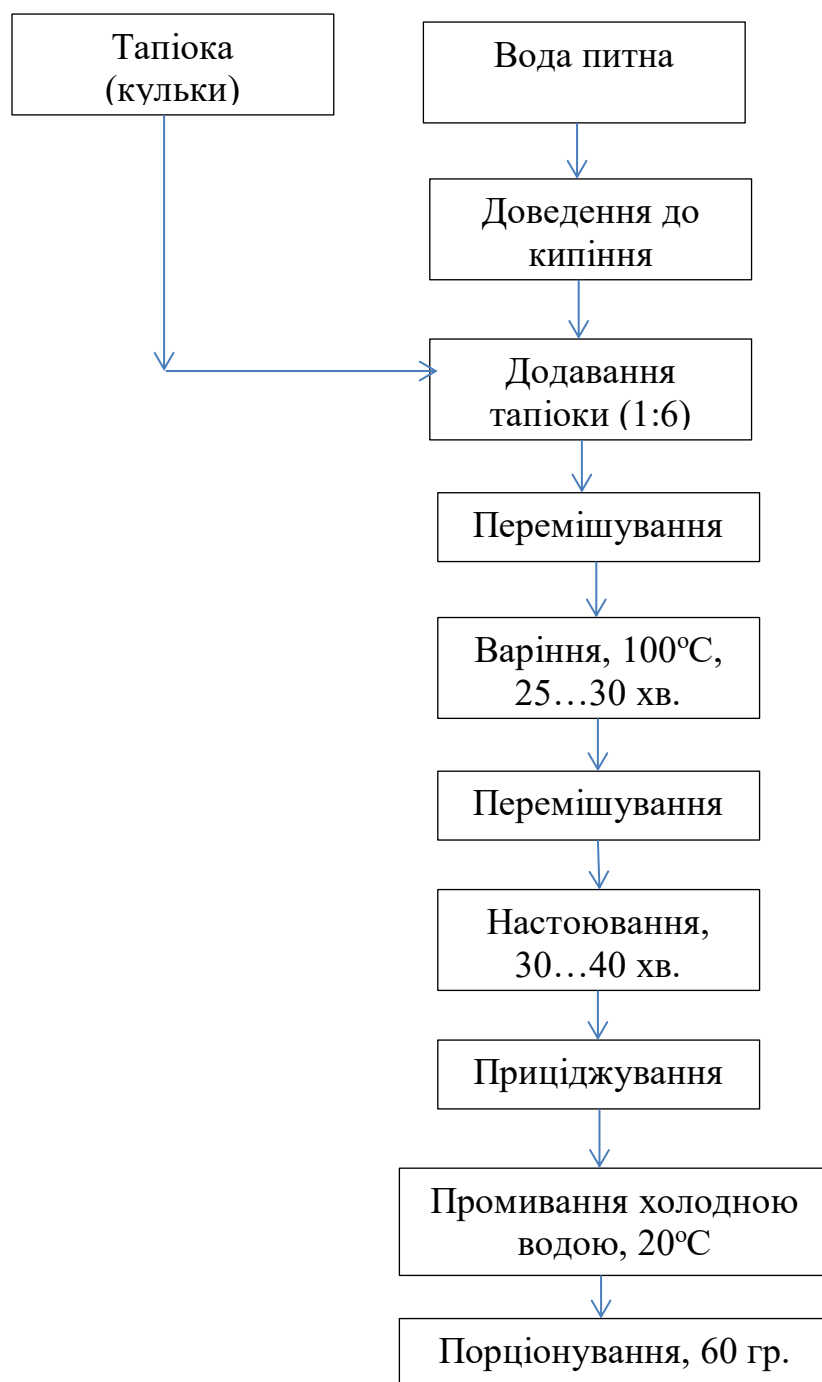 Тапіока
(кульки)
Вода питна
Доведення до
кипіння
Додавання
тапіоки (1:6)
Перемішування
Варіння, 100ºС,
25…30 хв.
Перемішування
Настоювання,
30…40 хв.
Приціджування
Промивання холодною
водою, 20ºС
Порціонування, 60 гр.